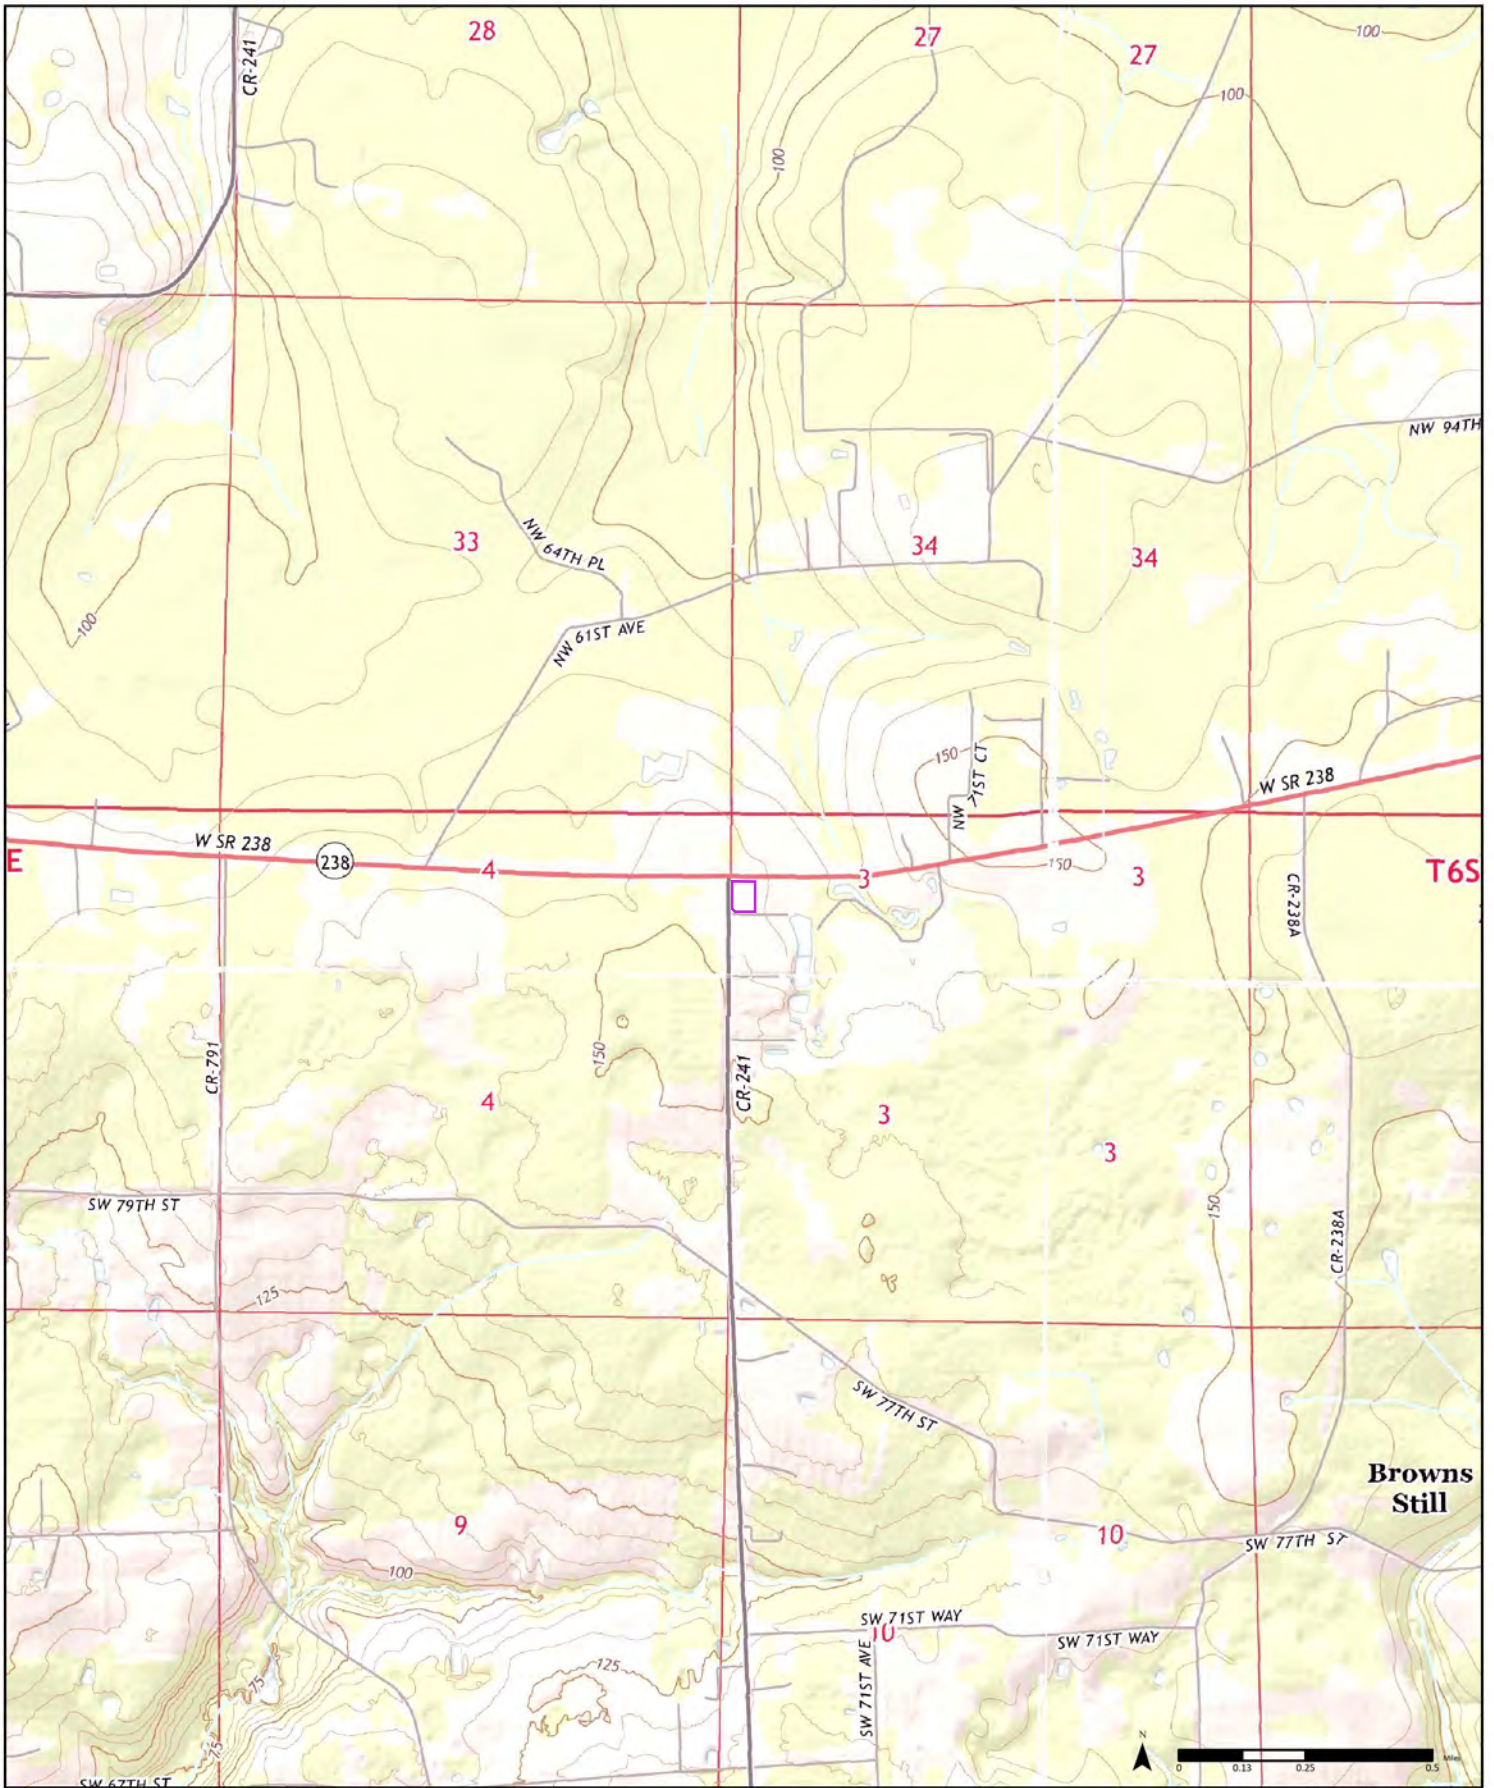 28
27
27
100
CR-241
100
100
NW 94TH
33
NW 64TH PL
34
34
100
NW 61ST AVE
150
NW 71ST CT
W SR 238
W SR 238
238
E
4
3
150
3
T6S
CR-238A
150
CR-791
CR-241
4
3
3
SW 79TH ST
150
CR-238A
125
SW 77TH ST
Browns
Still
9
10
SW 77TH ST
100
SW 71ST WAY
10
SW 71ST WAY
125
75
SW 71ST AVE
75
N
SW 67TH ST
0 0.13 0.25 0.5
Miles